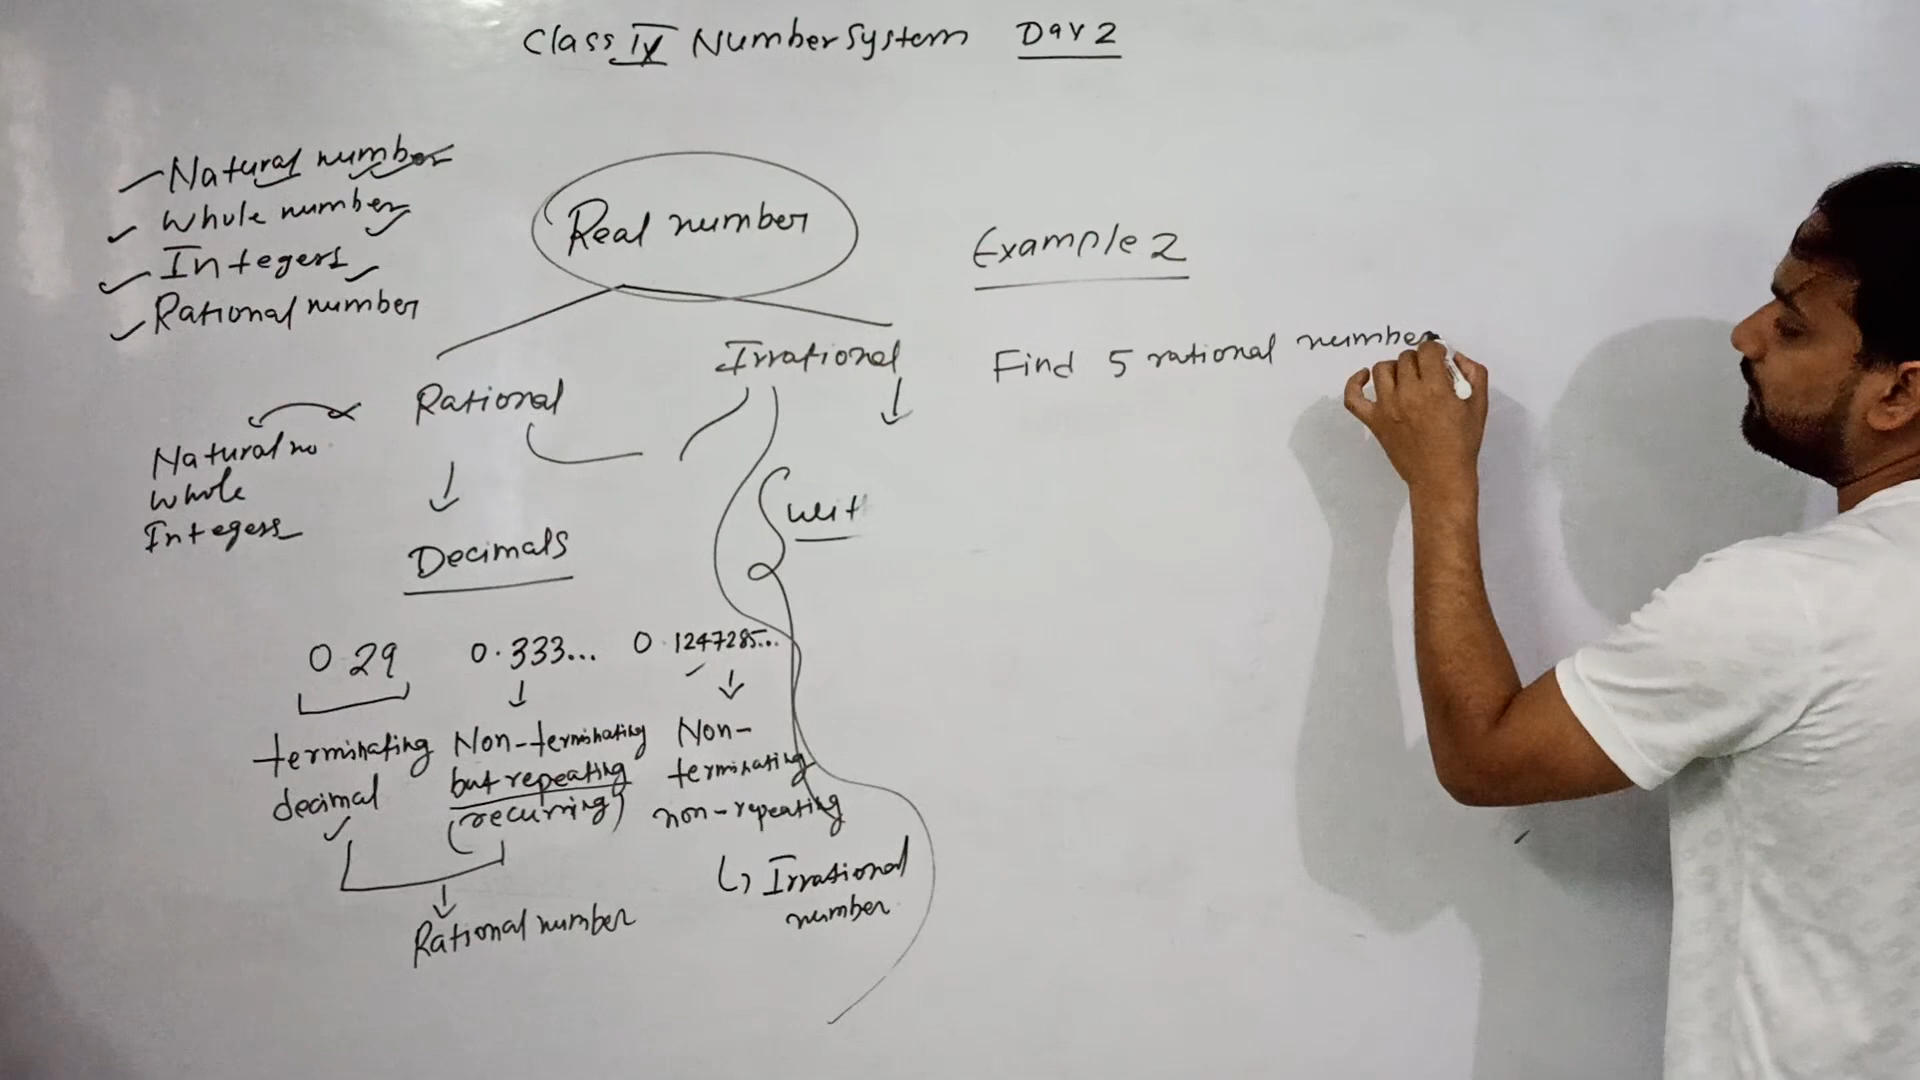 Class IX Number System Day 2
Natural number
Whole number
Integers
Rational number
Real number
Rational
Irrational
Natural no
Whole
Integers
Decimals
0.29
terminating
decimal
0.333...
Non-terminating
but repeating
(recurring)
Rational number
0.1247285...
Non-
terminating
non-repeating
Irrational
number
Example 2
Find 5 rational number